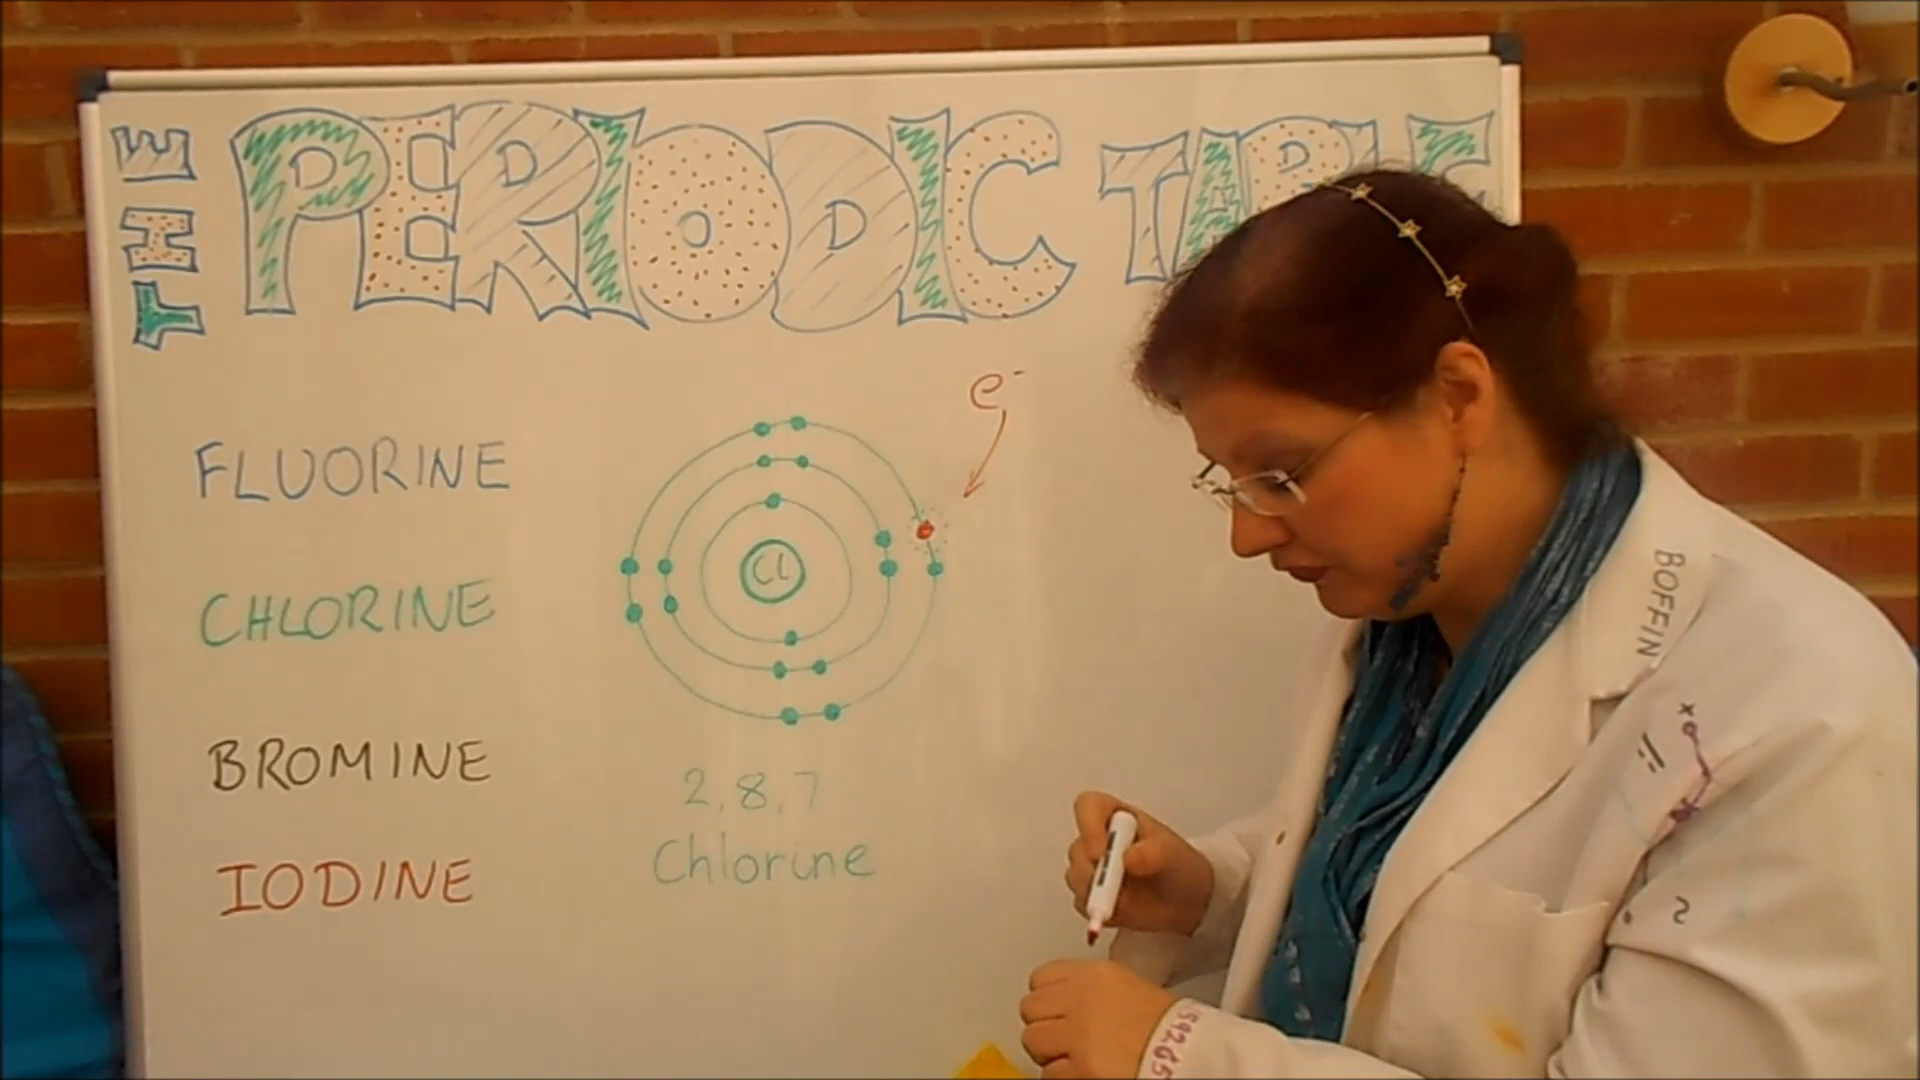 THE PERIODIC TABLE
e⁻
FLUORINE
CHLORINE
BROMINE
IODINE
Cl
2,8,7
Chlorine
BOFFIN